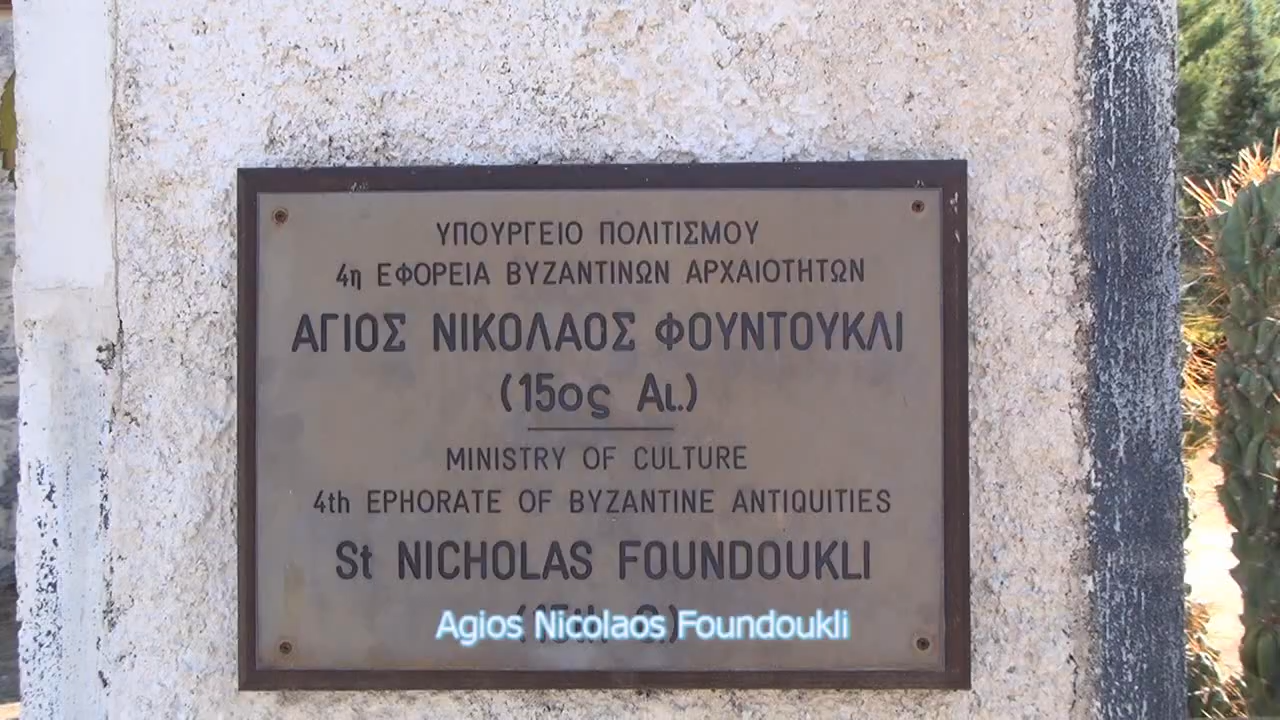 ΥΠΟΥΡΓΕΙΟ ΠΟΛΙΤΙΣΜΟΥ
4η ΕΦΟΡΕΙΑ ΒΥΖΑΝΤΙΝΩΝ ΑΡΧΑΙΟΤΗΤΩΝ
ΑΓΙΟΣ ΝΙΚΟΛΑΟΣ ΦΟΥΝΤΟΥΚΛΙ
(15ος Αι.)
MINISTRY OF CULTURE
4th EPHORATE OF BYZANTINE ANTIQUITIES
St NICHOLAS FOUNDOUKLI
(15th C.)
Agios Nicolaos Foundoukli